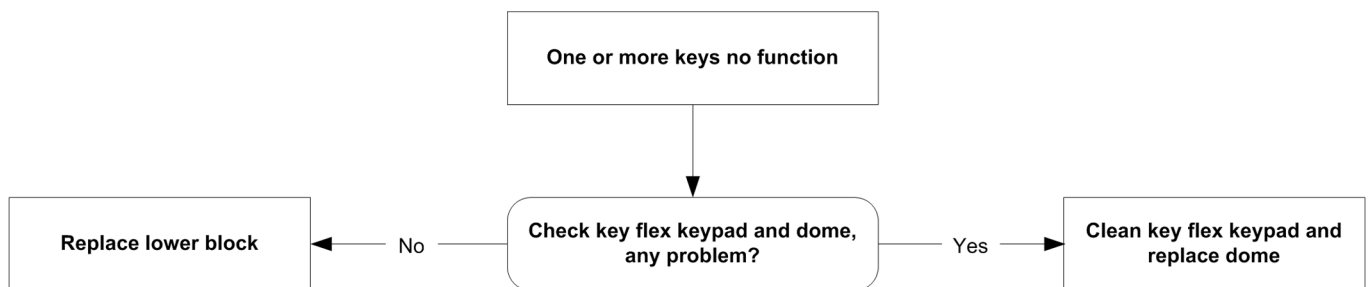 One or more keys no function
Replace lower block
No
Check key flex keypad and dome,
any problem?
Yes
Clean key flex keypad and
replace dome